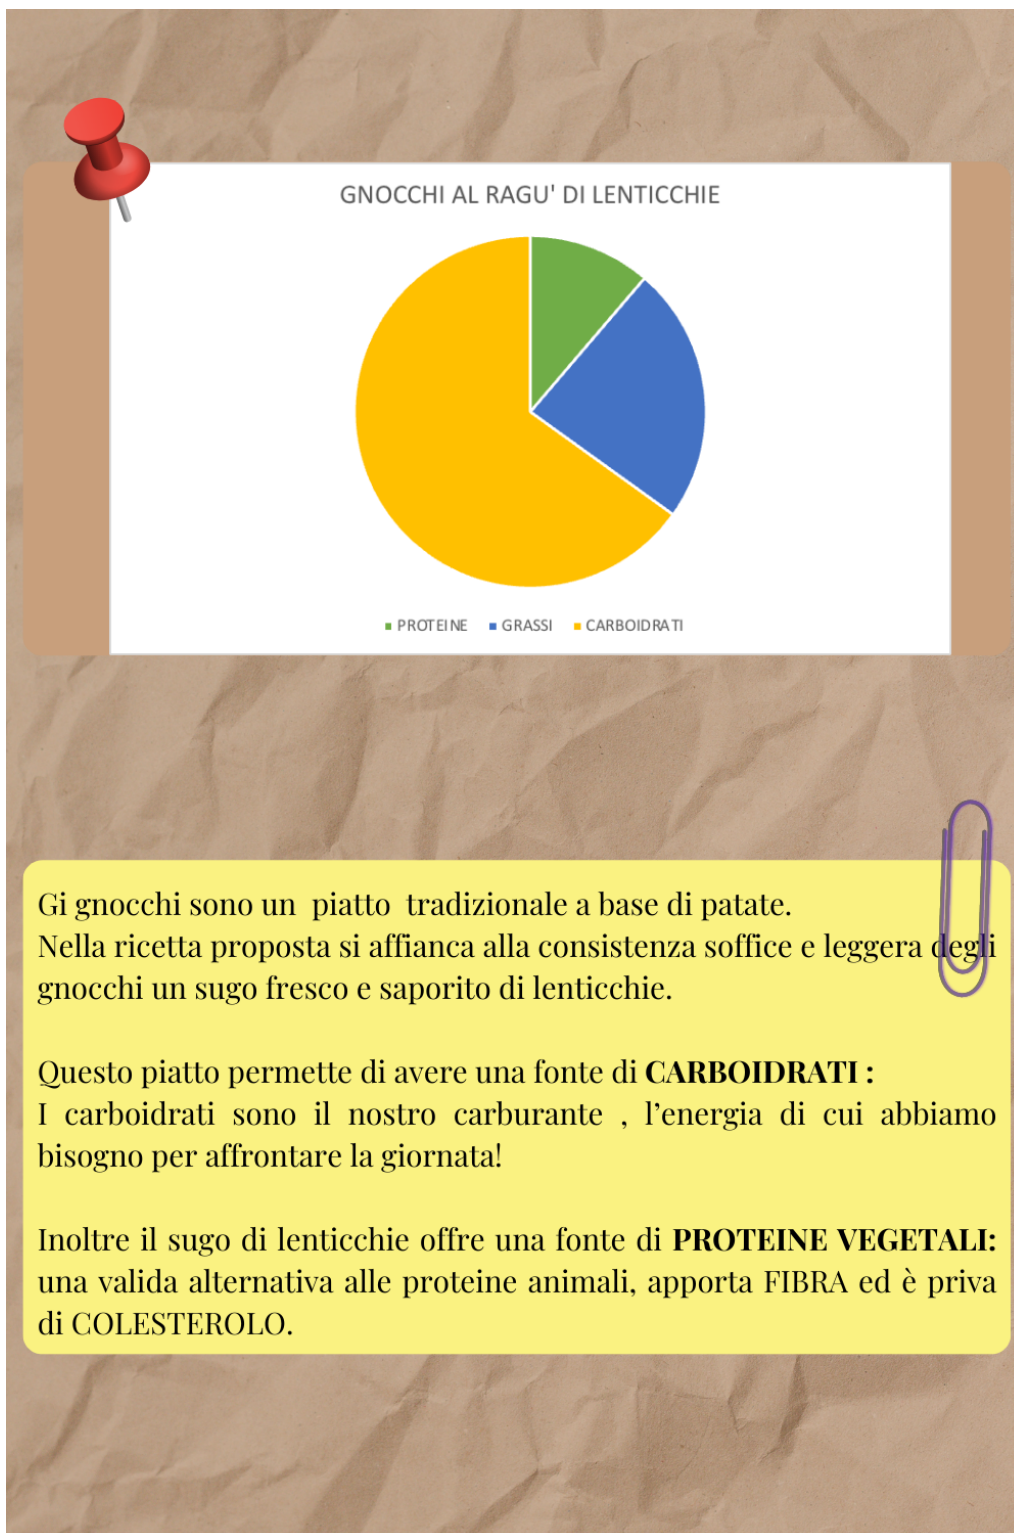 GNOCCHI AL RAGU' DI LENTICCHIE
PROTEINE GRASSI CARBOIDRATI
Gi gnocchi sono un piatto tradizionale a base di patate.
Nella ricetta proposta si affianca alla consistenza soffice e leggera degli
gnocchi un sugo fresco e saporito di lenticchie.
Questo piatto permette di avere una fonte di CARBOIDRATI :
I carboidrati sono il nostro carburante , l’energia di cui abbiamo
bisogno per affrontare la giornata!
Inoltre il sugo di lenticchie offre una fonte di PROTEINE VEGETALI:
una valida alternativa alle proteine animali, apporta FIBRA ed è priva
di COLESTEROLO.